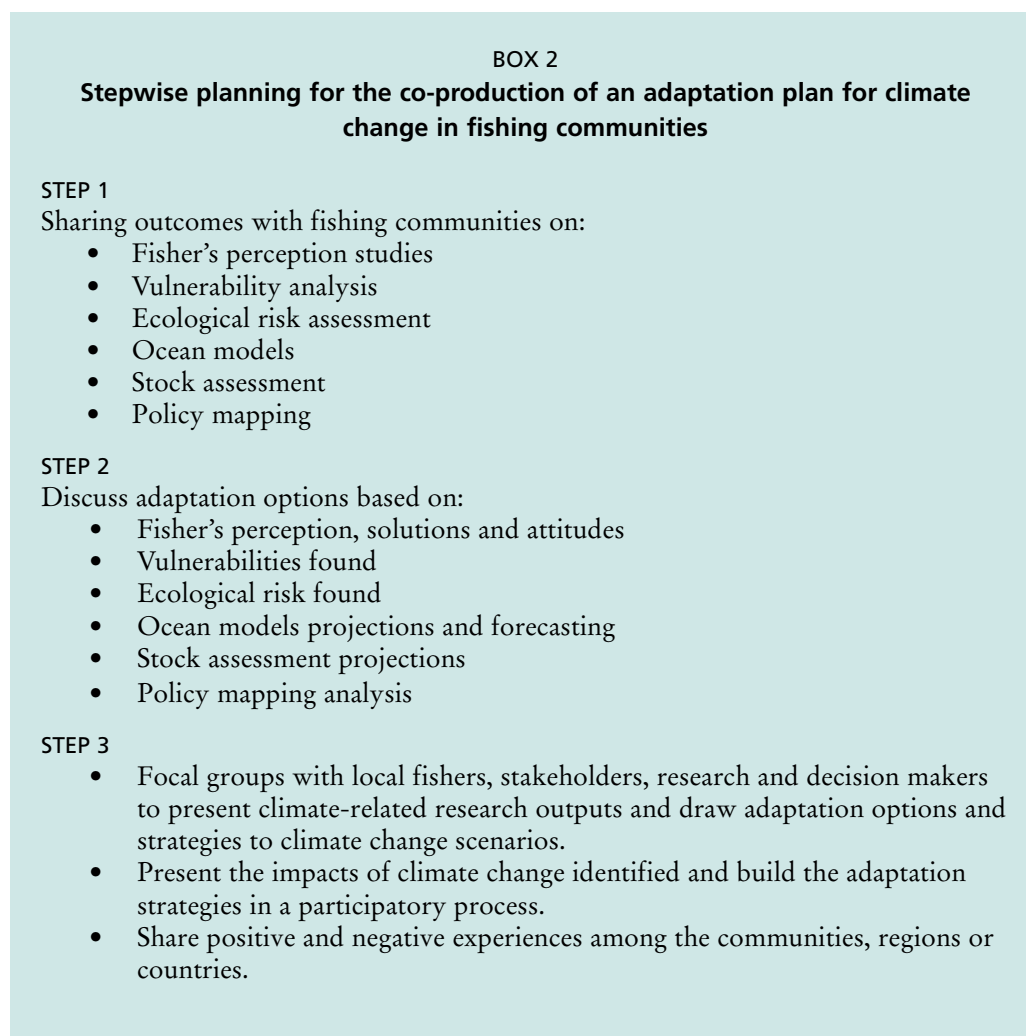 BOX 2
Stepwise planning for the co-production of an adaptation plan for climate
change in fishing communities
STEP 1
Sharing outcomes with fishing communities on:
• Fisher’s perception studies
• Vulnerability analysis
• Ecological risk assessment
• Ocean models
• Stock assessment
• Policy mapping
STEP 2
Discuss adaptation options based on:
• Fisher’s perception, solutions and attitudes
• Vulnerabilities found
• Ecological risk found
• Ocean models projections and forecasting
• Stock assessment projections
• Policy mapping analysis
STEP 3
• Focal groups with local fishers, stakeholders, research and decision makers
to present climate-related research outputs and draw adaptation options and
strategies to climate change scenarios.
• Present the impacts of climate change identified and build the adaptation
strategies in a participatory process.
• Share positive and negative experiences among the communities, regions or
countries.